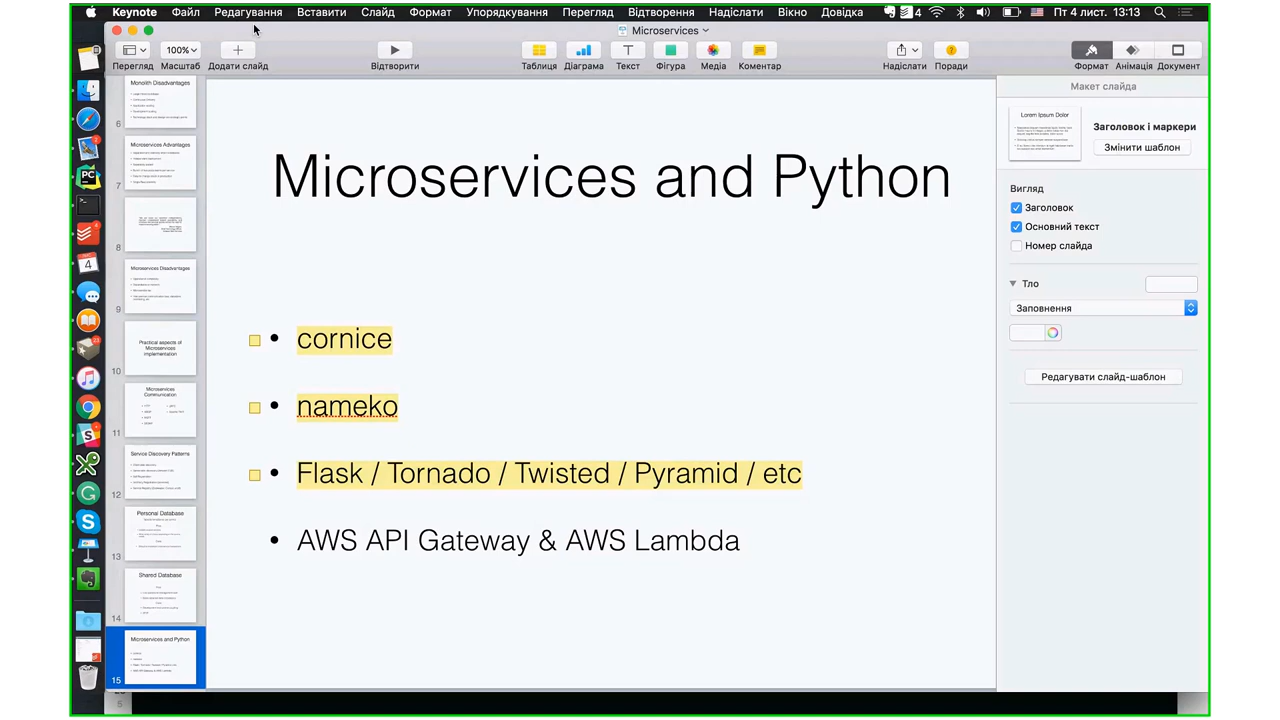 Keynote Файл Редагування Вставити Слайд Формат Упорядкування Перегляд Відтворення Надіслати Вікно Довідка 4 Пт 4 лист. 13:13
Microservices
100%
Перегляд Масштаб Додати слайд Відтворити Таблиця Діаграма Текст Фігура Медіа Коментар Надіслати Поради Формат Анімація Документ
Monolith Disadvantages
6
Microservices Advantages
7
8
Microservices Disadvantages
9
Practical aspects of
Microservices
implementation
10
Microservices
Communication
11
Service Discovery Patterns
12
Personal Database
13
Shared Database
14
Microservices and Python
15
Microservices and Python
• cornice
• nameko
• Flask / Tornado / Twisted / Pyramid / etc
• AWS API Gateway & AWS Lambda
Макет слайда
Lorem Ipsum Dolor
Заголовок і маркери
Змінити шаблон
Вигляд
Заголовок
Основний текст
Номер слайда
Тло
Заповнення
Редагувати слайд-шаблон